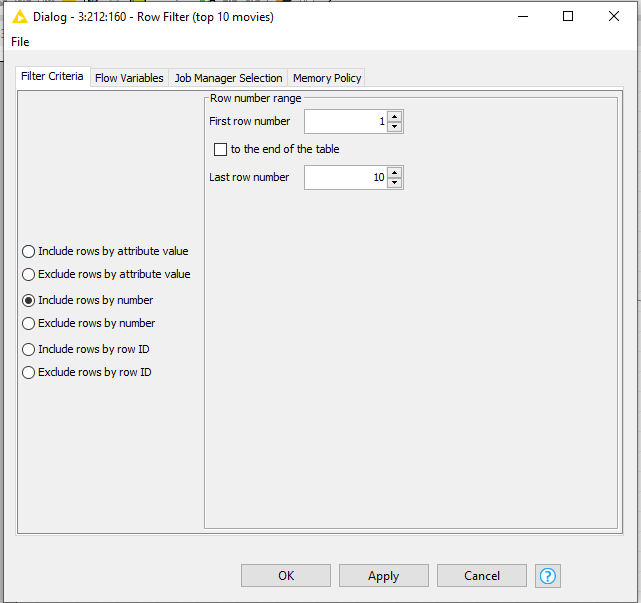 Dialog - 3:212:160 - Row Filter (top 10 movies)
File
Filter Criteria Flow Variables Job Manager Selection Memory Policy
Row number range
First row number 1
to the end of the table
Last row number 10
Include rows by attribute value
Exclude rows by attribute value
Include rows by number
Exclude rows by number
Include rows by row ID
Exclude rows by row ID
OK Apply Cancel ?